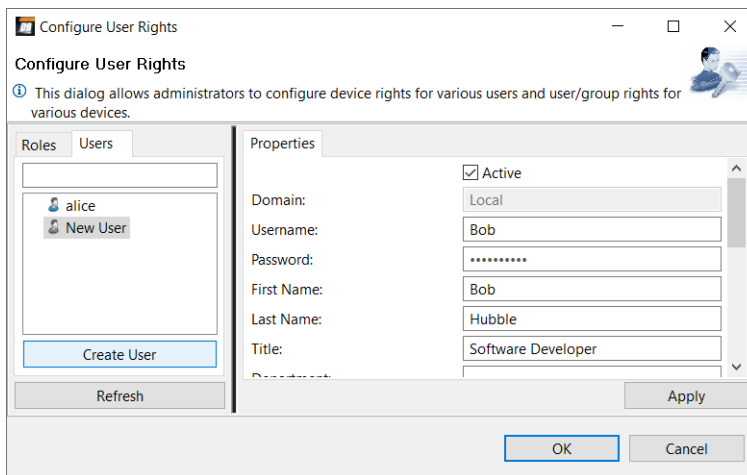 Configure User Rights
Configure User Rights
This dialog allows administrators to configure device rights for various users and user/group rights for
various devices.
Roles
Users
Properties
Active
Domain:
Local
Username:
Bob
Password:
••••••••••
First Name:
Bob
Last Name:
Hubble
Title:
Software Developer
Department:
alice
New User
Create User
Refresh
Apply
OK
Cancel